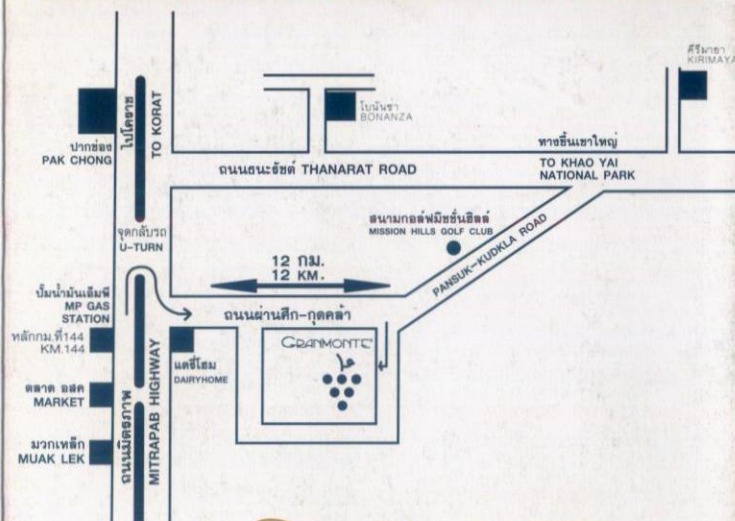 คีรีมายา
KIRIMAYA
โบนันซ่า
BONANZA
ปากช่อง
PAK CHONG
ไปโคราช
TO KORAT
ถนนธนะรัชต์ THANARAT ROAD
ทางขึ้นเขาใหญ่
TO KHAO YAI
NATIONAL PARK
สนามกอล์ฟมิชชั่นฮิลล์
MISSION HILLS GOLF CLUB
PANSUK-KUDKLA ROAD
จุดกลับรถ
U-TURN
12 กม.
12 KM.
ปั๊มน้ำมันเอ็มพี
MP GAS
STATION
ถนนผ่านศึก-กุดคล้า
หลักกม.ที่144
KM.144
GRANMONTE
แดรี่โฮม
DAIRYHOME
ตลาด อสค
MARKET
ถนนมิตรภาพ
MITRAPAB HIGHWAY
มวกเหล็ก
MUAK LEK